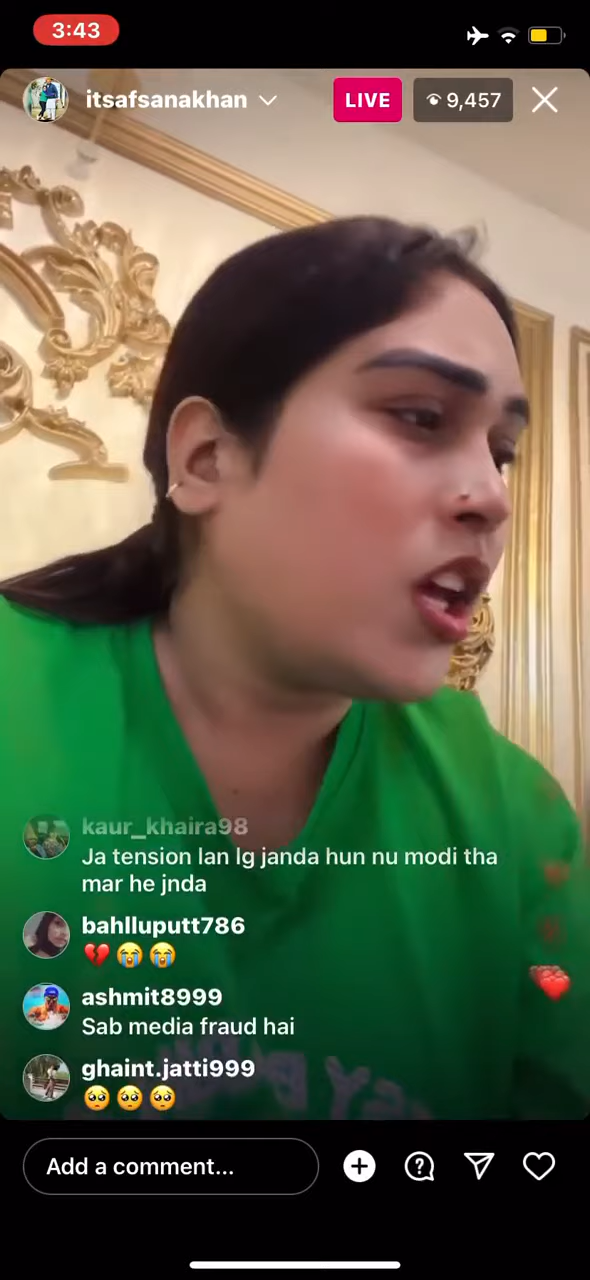 3:43
itsafsanakhan
LIVE
9,457
kaur_khaira98
Ja tension lan lg janda hun nu modi tha
mar he jnda
bahlluputt786
💔😭😭
ashmit8999
Sab media fraud hai
ghaint.jatti999
🥺🥺🥺
Add a comment...